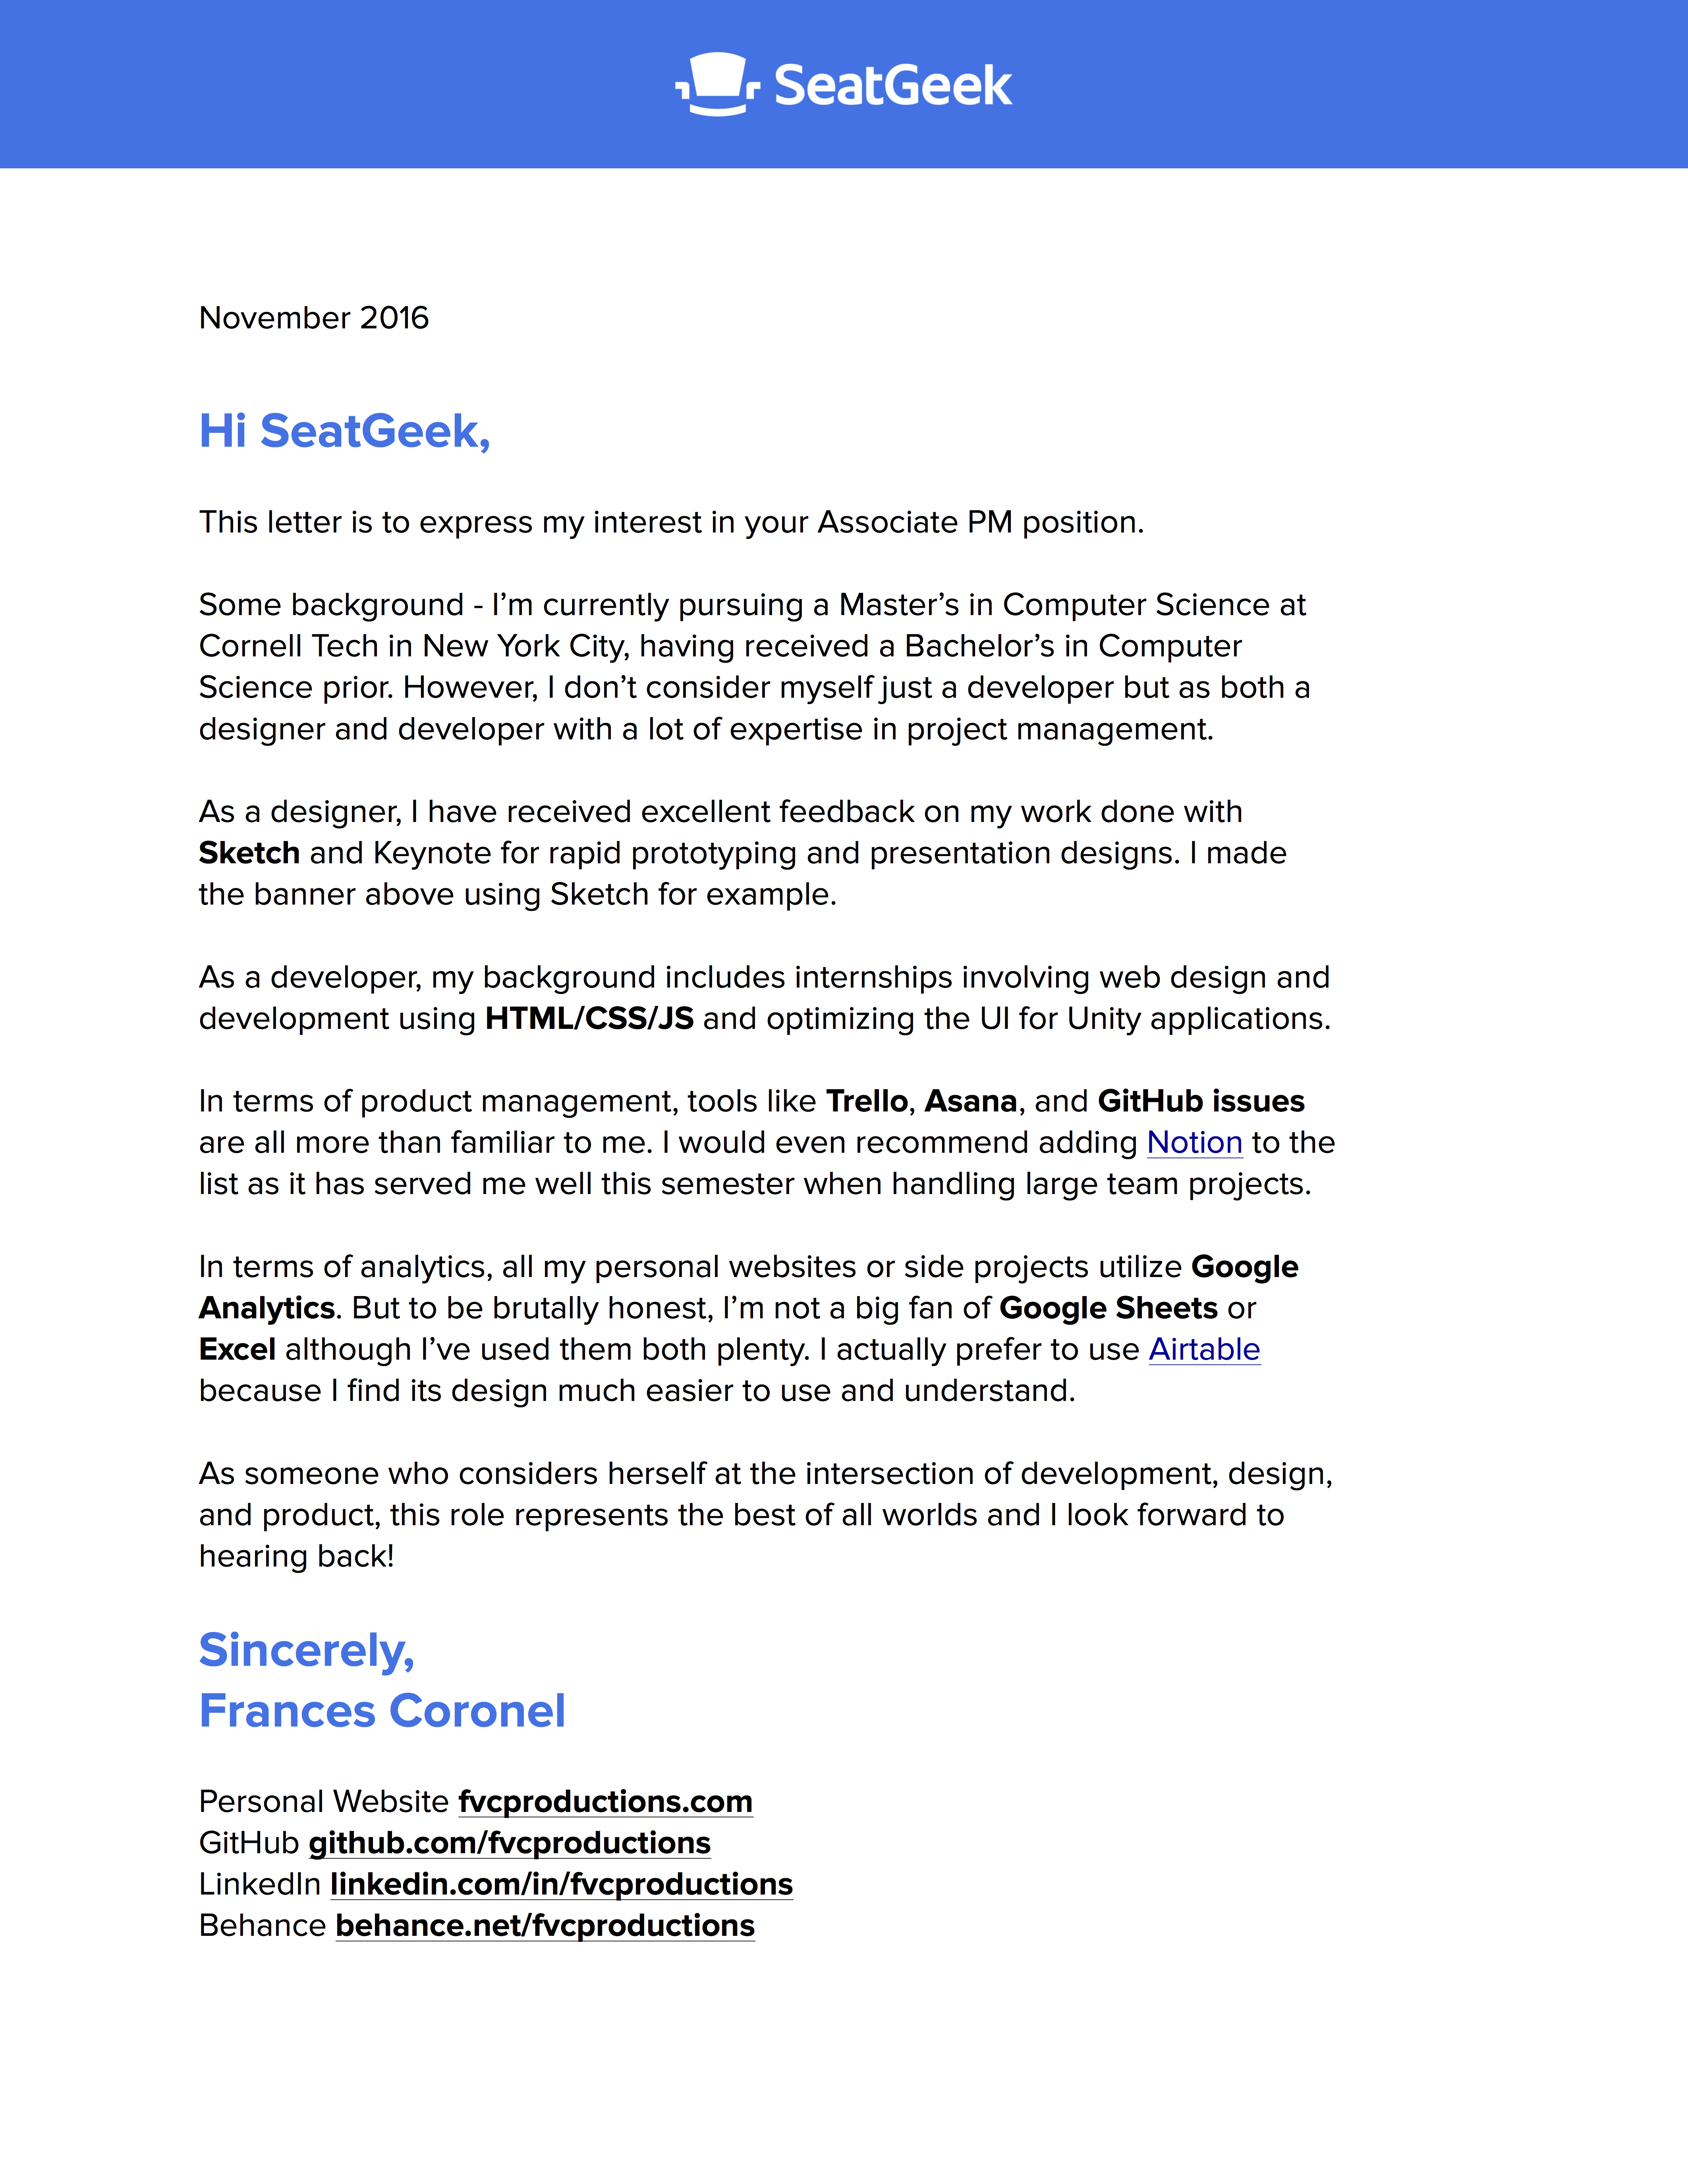 SeatGeek
November 2016
Hi SeatGeek,
This letter is to express my interest in your Associate PM position.
Some background - I’m currently pursuing a Master’s in Computer Science at
Cornell Tech in New York City, having received a Bachelor’s in Computer
Science prior. However, I don’t consider myself just a developer but as both a
designer and developer with a lot of expertise in project management.
As a designer, I have received excellent feedback on my work done with
Sketch and Keynote for rapid prototyping and presentation designs. I made
the banner above using Sketch for example.
As a developer, my background includes internships involving web design and
development using HTML/CSS/JS and optimizing the UI for Unity applications.
In terms of product management, tools like Trello, Asana, and GitHub issues
are all more than familiar to me. I would even recommend adding Notion to the
list as it has served me well this semester when handling large team projects.
In terms of analytics, all my personal websites or side projects utilize Google
Analytics. But to be brutally honest, I’m not a big fan of Google Sheets or
Excel although I’ve used them both plenty. I actually prefer to use Airtable
because I find its design much easier to use and understand.
As someone who considers herself at the intersection of development, design,
and product, this role represents the best of all worlds and I look forward to
hearing back!
Sincerely,
Frances Coronel
Personal Website fvcproductions.com
GitHub github.com/fvcproductions
LinkedIn linkedin.com/in/fvcproductions
Behance behance.net/fvcproductions